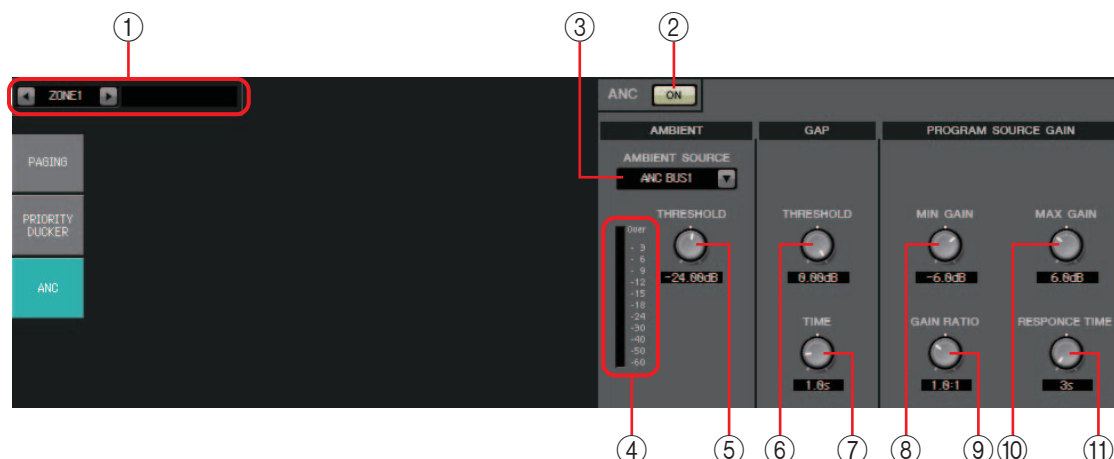 ① ③ ②
ZONE1
ANC ON
AMBIENT GAP PROGRAM SOURCE GAIN
PAGING
AMBIENT SOURCE
ANC BUS1
PRIORITY
DUCKER
THRESHOLD THRESHOLD MIN GAIN MAX GAIN
Over
- 3
- 6
- 9
-12
-15
-18
-24
-30
-40
-50
-60
-24.00dB 0.00dB -6.0dB 6.0dB
ANC
TIME GAIN RATIO RESPONCE TIME
1.0s 1.0:1 3s
④ ⑤ ⑥ ⑦ ⑧ ⑨ ⑩ ⑪